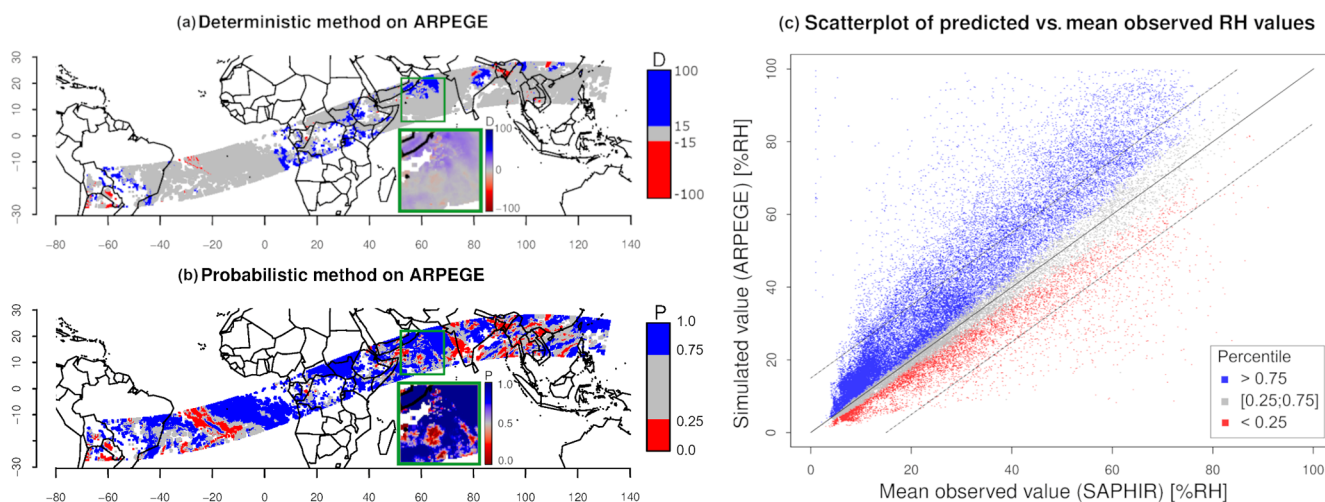 (a) Deterministic method on ARPEGE
30
20
10
0
-10
-20
-30
-80 -60 -40 -20 0 20 40 60 80 100 120 140
D
100
15
-15
-100
D
100
0
-100
(b) Probabilistic method on ARPEGE
30
20
10
0
-10
-20
-30
-80 -60 -40 -20 0 20 40 60 80 100 120 140
P
1.0
0.75
0.25
0.0
P
1.0
0.5
0.0
(c) Scatterplot of predicted vs. mean observed RH values
Simulated value (ARPEGE) [%RH]
100
80
60
40
20
0
0 20 40 60 80 100
Mean observed value (SAPHIR) [%RH]
Percentile
> 0.75
[0.25;0.75]
< 0.25